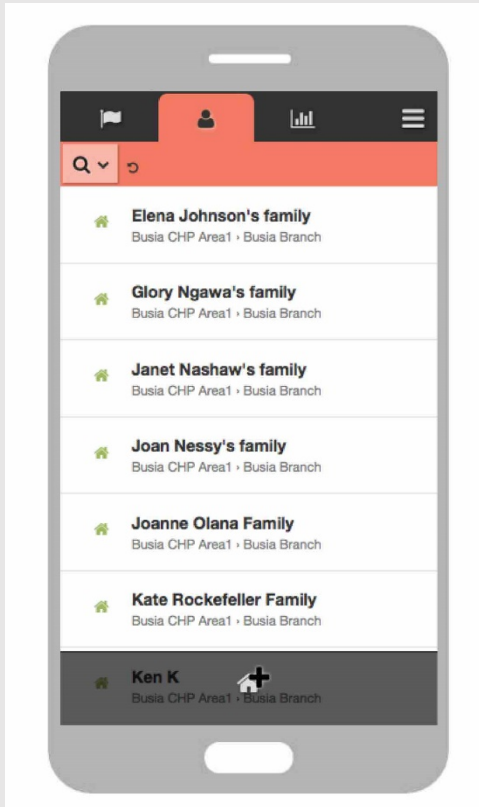 Elena Johnson's family
Busia CHP Area1 › Busia Branch
Glory Ngawa's family
Busia CHP Area1 › Busia Branch
Janet Nashaw's family
Busia CHP Area1 › Busia Branch
Joan Nessy's family
Busia CHP Area1 › Busia Branch
Joanne Olana Family
Busia CHP Area1 › Busia Branch
Kate Rockefeller Family
Busia CHP Area1 › Busia Branch
Ken K
Busia CHP Area1 › Busia Branch